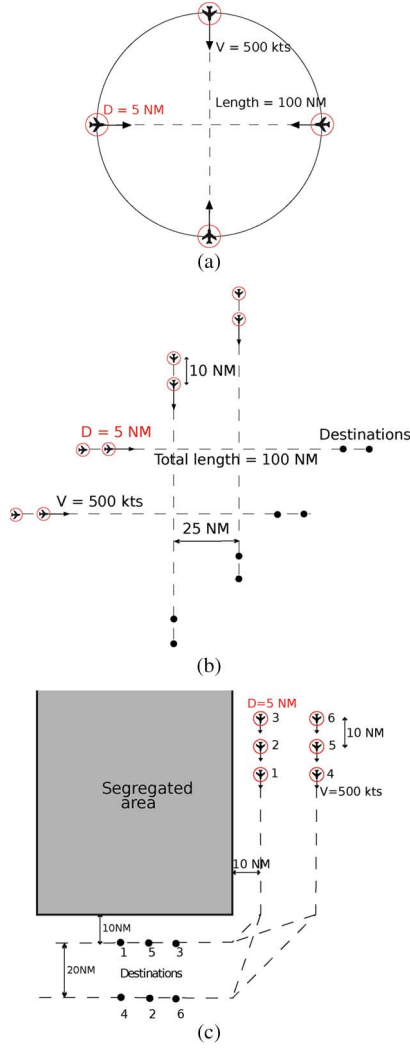 V = 500 kts
D = 5 NM
Length = 100 NM
(a)
10 NM
D = 5 NM
Destinations
Total length = 100 NM
V = 500 kts
25 NM
(b)
D=5 NM
3
6
10 NM
2
5
1
4
V=500 kts
Segregated
area
10 NM
10NM
1
5
3
20NM
Destinations
4
2
6
(c)